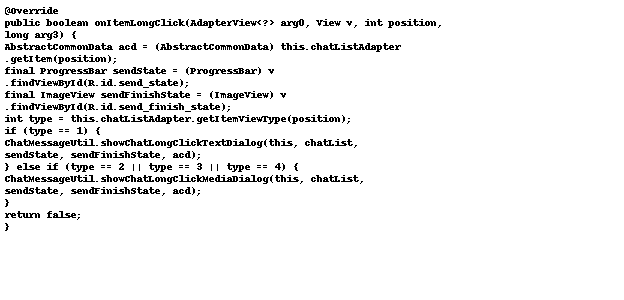 @Override
public boolean onItemLongClick(AdapterView<?> arg0, View v, int position,
long arg3) {
AbstractCommonData acd = (AbstractCommonData) this.chatListAdapter
.getItem(position);
final ProgressBar sendState = (ProgressBar) v
.findViewById(R.id.send_state);
final ImageView sendFinishState = (ImageView) v
.findViewById(R.id.send_finish_state);
int type = this.chatListAdapter.getItemViewType(position);
if (type == 1) {
ChatMessageUtil.showChatLongClickTextDialog(this, chatList,
sendState, sendFinishState, acd);
} else if (type == 2 || type == 3 || type == 4) {
ChatMessageUtil.showChatLongClickMediaDialog(this, chatList,
sendState, sendFinishState, acd);
}
return false;
}